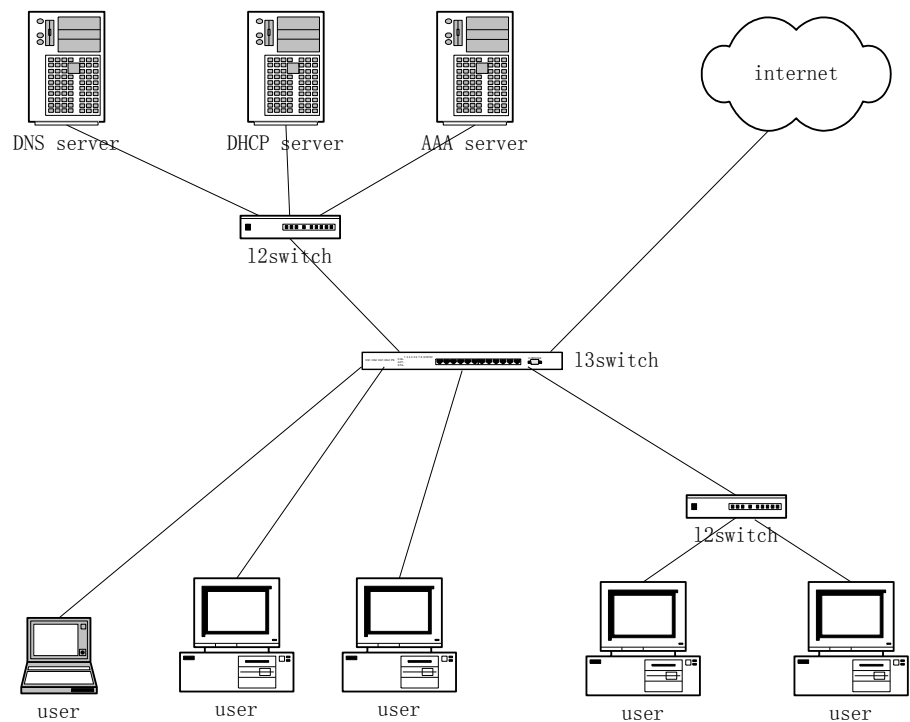 internet
DNS server
DHCP server
AAA server
l2switch
l3switch
l2switch
user
user
user
user
user